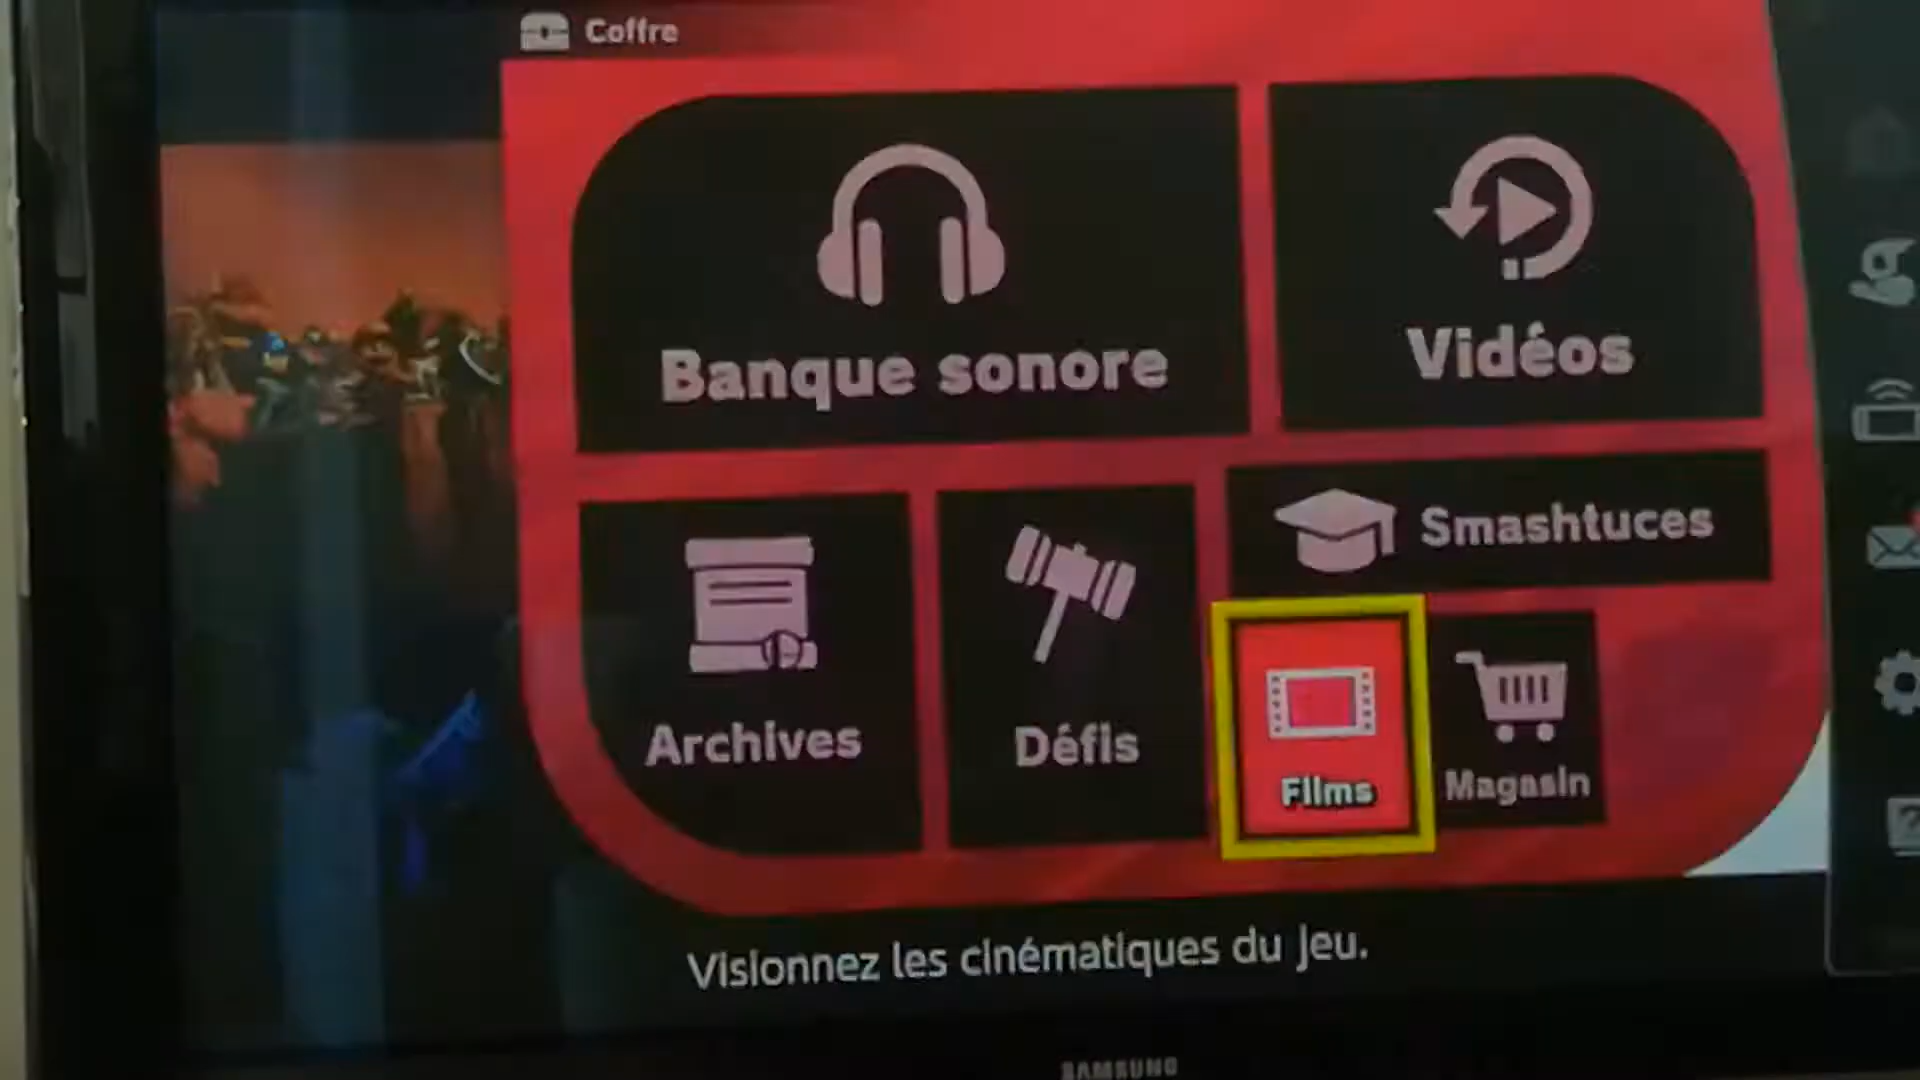 Coffre
Banque sonore
Vidéos
Archives
Défis
Smashtuces
Films
Magasin
Visionnez les cinématiques du jeu.
SAMSUNG